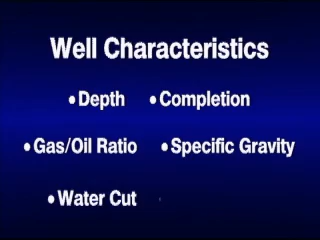 Well Characteristics
•Depth •Completion
•Gas/Oil Ratio •Specific Gravity
•Water Cut